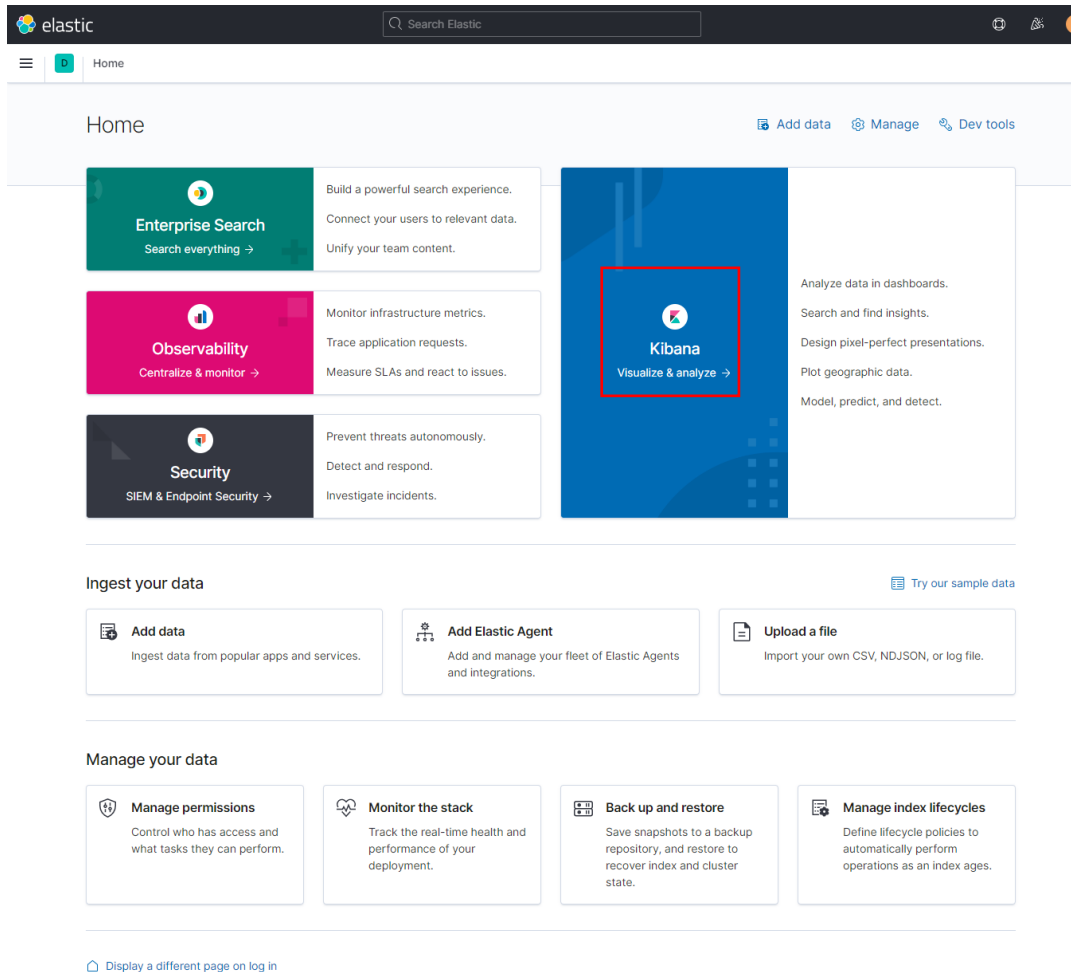 elastic
Search Elastic
D
Home
Home
Add data
Manage
Dev tools
Enterprise Search
Search everything →
Build a powerful search experience.
Connect your users to relevant data.
Unify your team content.
Observability
Centralize & monitor →
Monitor infrastructure metrics.
Trace application requests.
Measure SLAs and react to issues.
Security
SIEM & Endpoint Security →
Prevent threats autonomously.
Detect and respond.
Investigate incidents.
Kibana
Visualize & analyze →
Analyze data in dashboards.
Search and find insights.
Design pixel-perfect presentations.
Plot geographic data.
Model, predict, and detect.
Ingest your data
Try our sample data
Add data
Ingest data from popular apps and services.
Add Elastic Agent
Add and manage your fleet of Elastic Agents
and integrations.
Upload a file
Import your own CSV, NDJSON, or log file.
Manage your data
Manage permissions
Control who has access and
what tasks they can perform.
Monitor the stack
Track the real-time health and
performance of your
deployment.
Back up and restore
Save snapshots to a backup
repository, and restore to
recover index and cluster
state.
Manage index lifecycles
Define lifecycle policies to
automatically perform
operations as an index ages.
Display a different page on log in